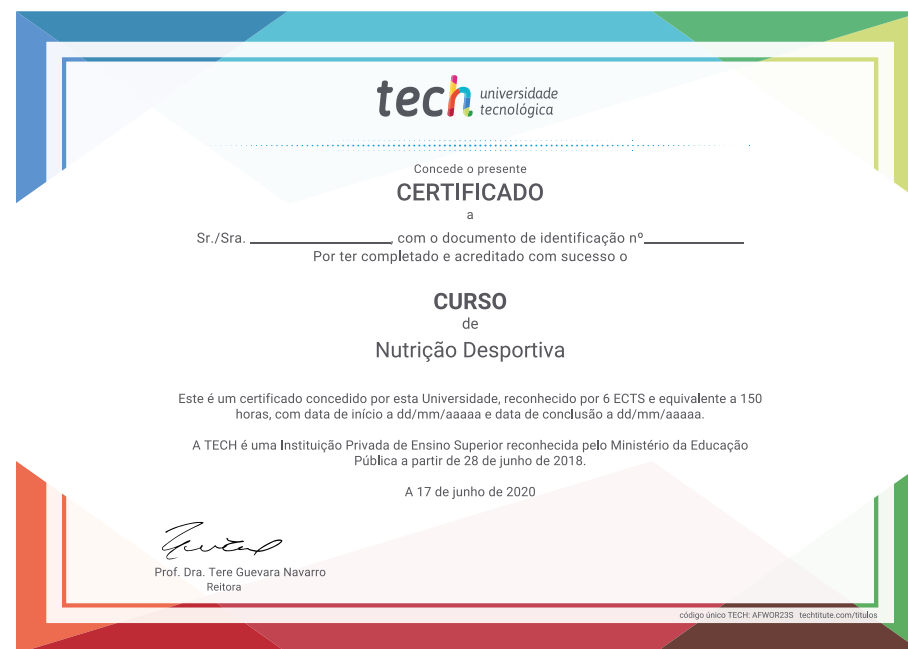 tech universidade
tecnológica
Concede o presente
CERTIFICADO
a
Sr./Sra. ____________________, com o documento de identificação nº______________
Por ter completado e acreditado com sucesso o
CURSO
de
Nutrição Desportiva
Este é um certificado concedido por esta Universidade, reconhecido por 6 ECTS e equivalente a 150
horas, com data de início a dd/mm/aaaaa e data de conclusão a dd/mm/aaaaa.
A TECH é uma Instituição Privada de Ensino Superior reconhecida pelo Ministério da Educação
Pública a partir de 28 de junho de 2018.
A 17 de junho de 2020
Prof. Dra. Tere Guevara Navarro
Reitora
código único TECH: AFWOR23S techtitute.com/titulos